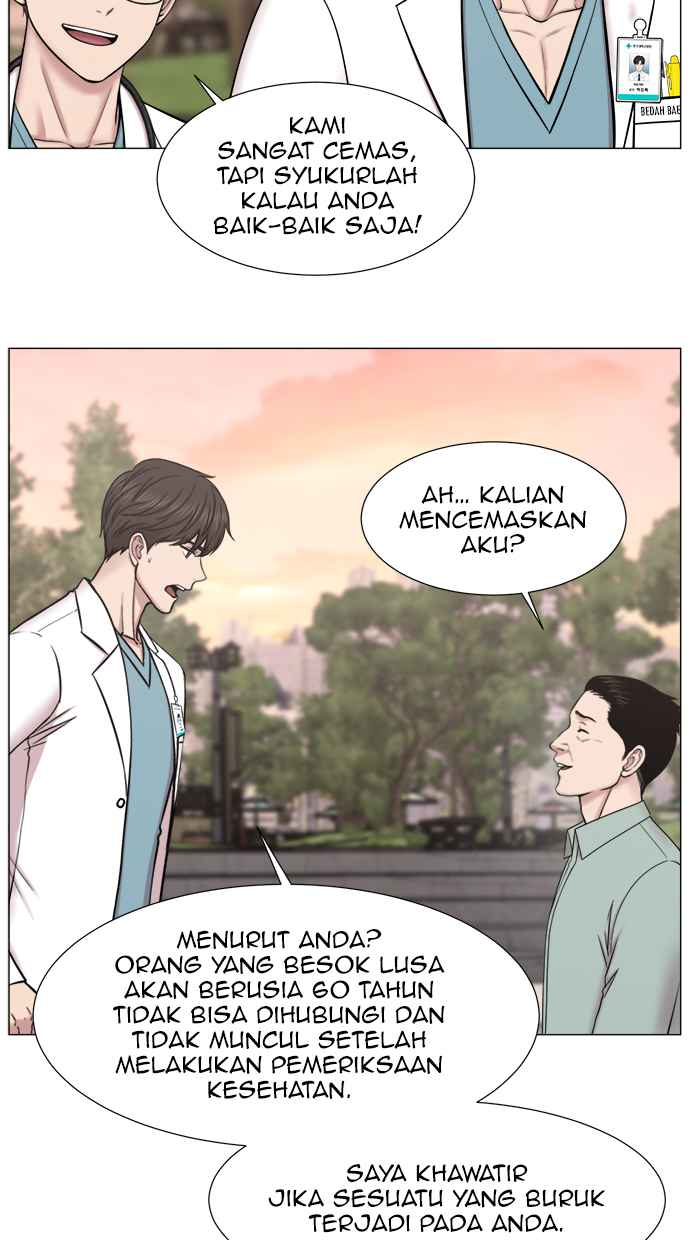 BEDAH
KAMI
SANGAT CEMAS,
TAPI SYUKURLAH
KALAU ANDA
BAIK-BAIK SAJA!
AH... KALIAN
MENCEMASKAN
AKU?
MENURUT ANDA?
ORANG YANG BESOK LUSA
AKAN BERUSIA 60 TAHUN
TIDAK BISA DIHUBUNGI DAN
TIDAK MUNCUL SETELAH
MELAKUKAN PEMERIKSAAN
KESEHATAN.
SAYA KHAWATIR
JIKA SESUATU YANG BURUK
TERJADI PADA ANDA.